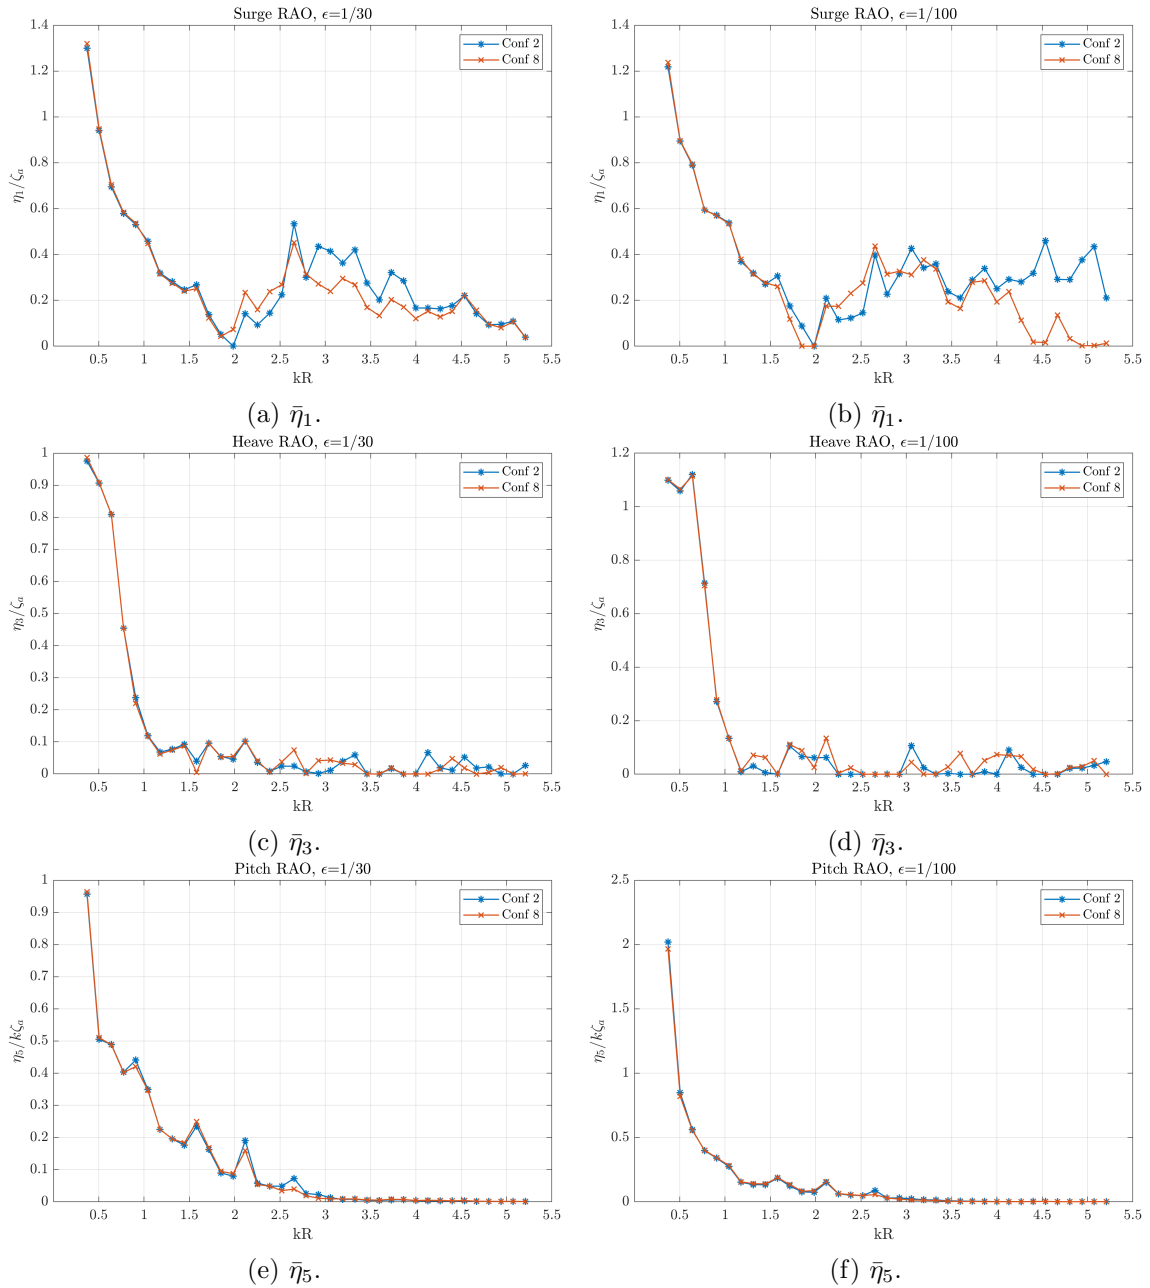 Surge RAO, ϵ=1/30
1.4
1.2
1
0.8
0.6
0.4
0.2
0
η₁/ζₐ
Conf 2
Conf 8
0.5 1 1.5 2 2.5 3 3.5 4 4.5 5 5.5
kR
(a) η̄₁.
Surge RAO, ϵ=1/100
1.4
1.2
1
0.8
0.6
0.4
0.2
0
η₁/ζₐ
Conf 2
Conf 8
0.5 1 1.5 2 2.5 3 3.5 4 4.5 5 5.5
kR
(b) η̄₁.
Heave RAO, ϵ=1/30
1
0.9
0.8
0.7
0.6
0.5
0.4
0.3
0.2
0.1
0
η₃/ζₐ
Conf 2
Conf 8
0.5 1 1.5 2 2.5 3 3.5 4 4.5 5 5.5
kR
(c) η̄₃.
Heave RAO, ϵ=1/100
1.2
1
0.8
0.6
0.4
0.2
0
η₃/ζₐ
Conf 2
Conf 8
0.5 1 1.5 2 2.5 3 3.5 4 4.5 5 5.5
kR
(d) η̄₃.
Pitch RAO, ϵ=1/30
1
0.9
0.8
0.7
0.6
0.5
0.4
0.3
0.2
0.1
0
η₅/kζₐ
Conf 2
Conf 8
0.5 1 1.5 2 2.5 3 3.5 4 4.5 5 5.5
kR
(e) η̄₅.
Pitch RAO, ϵ=1/100
2.5
2
1.5
1
0.5
0
η₅/kζₐ
Conf 2
Conf 8
0.5 1 1.5 2 2.5 3 3.5 4 4.5 5 5.5
kR
(f) η̄₅.